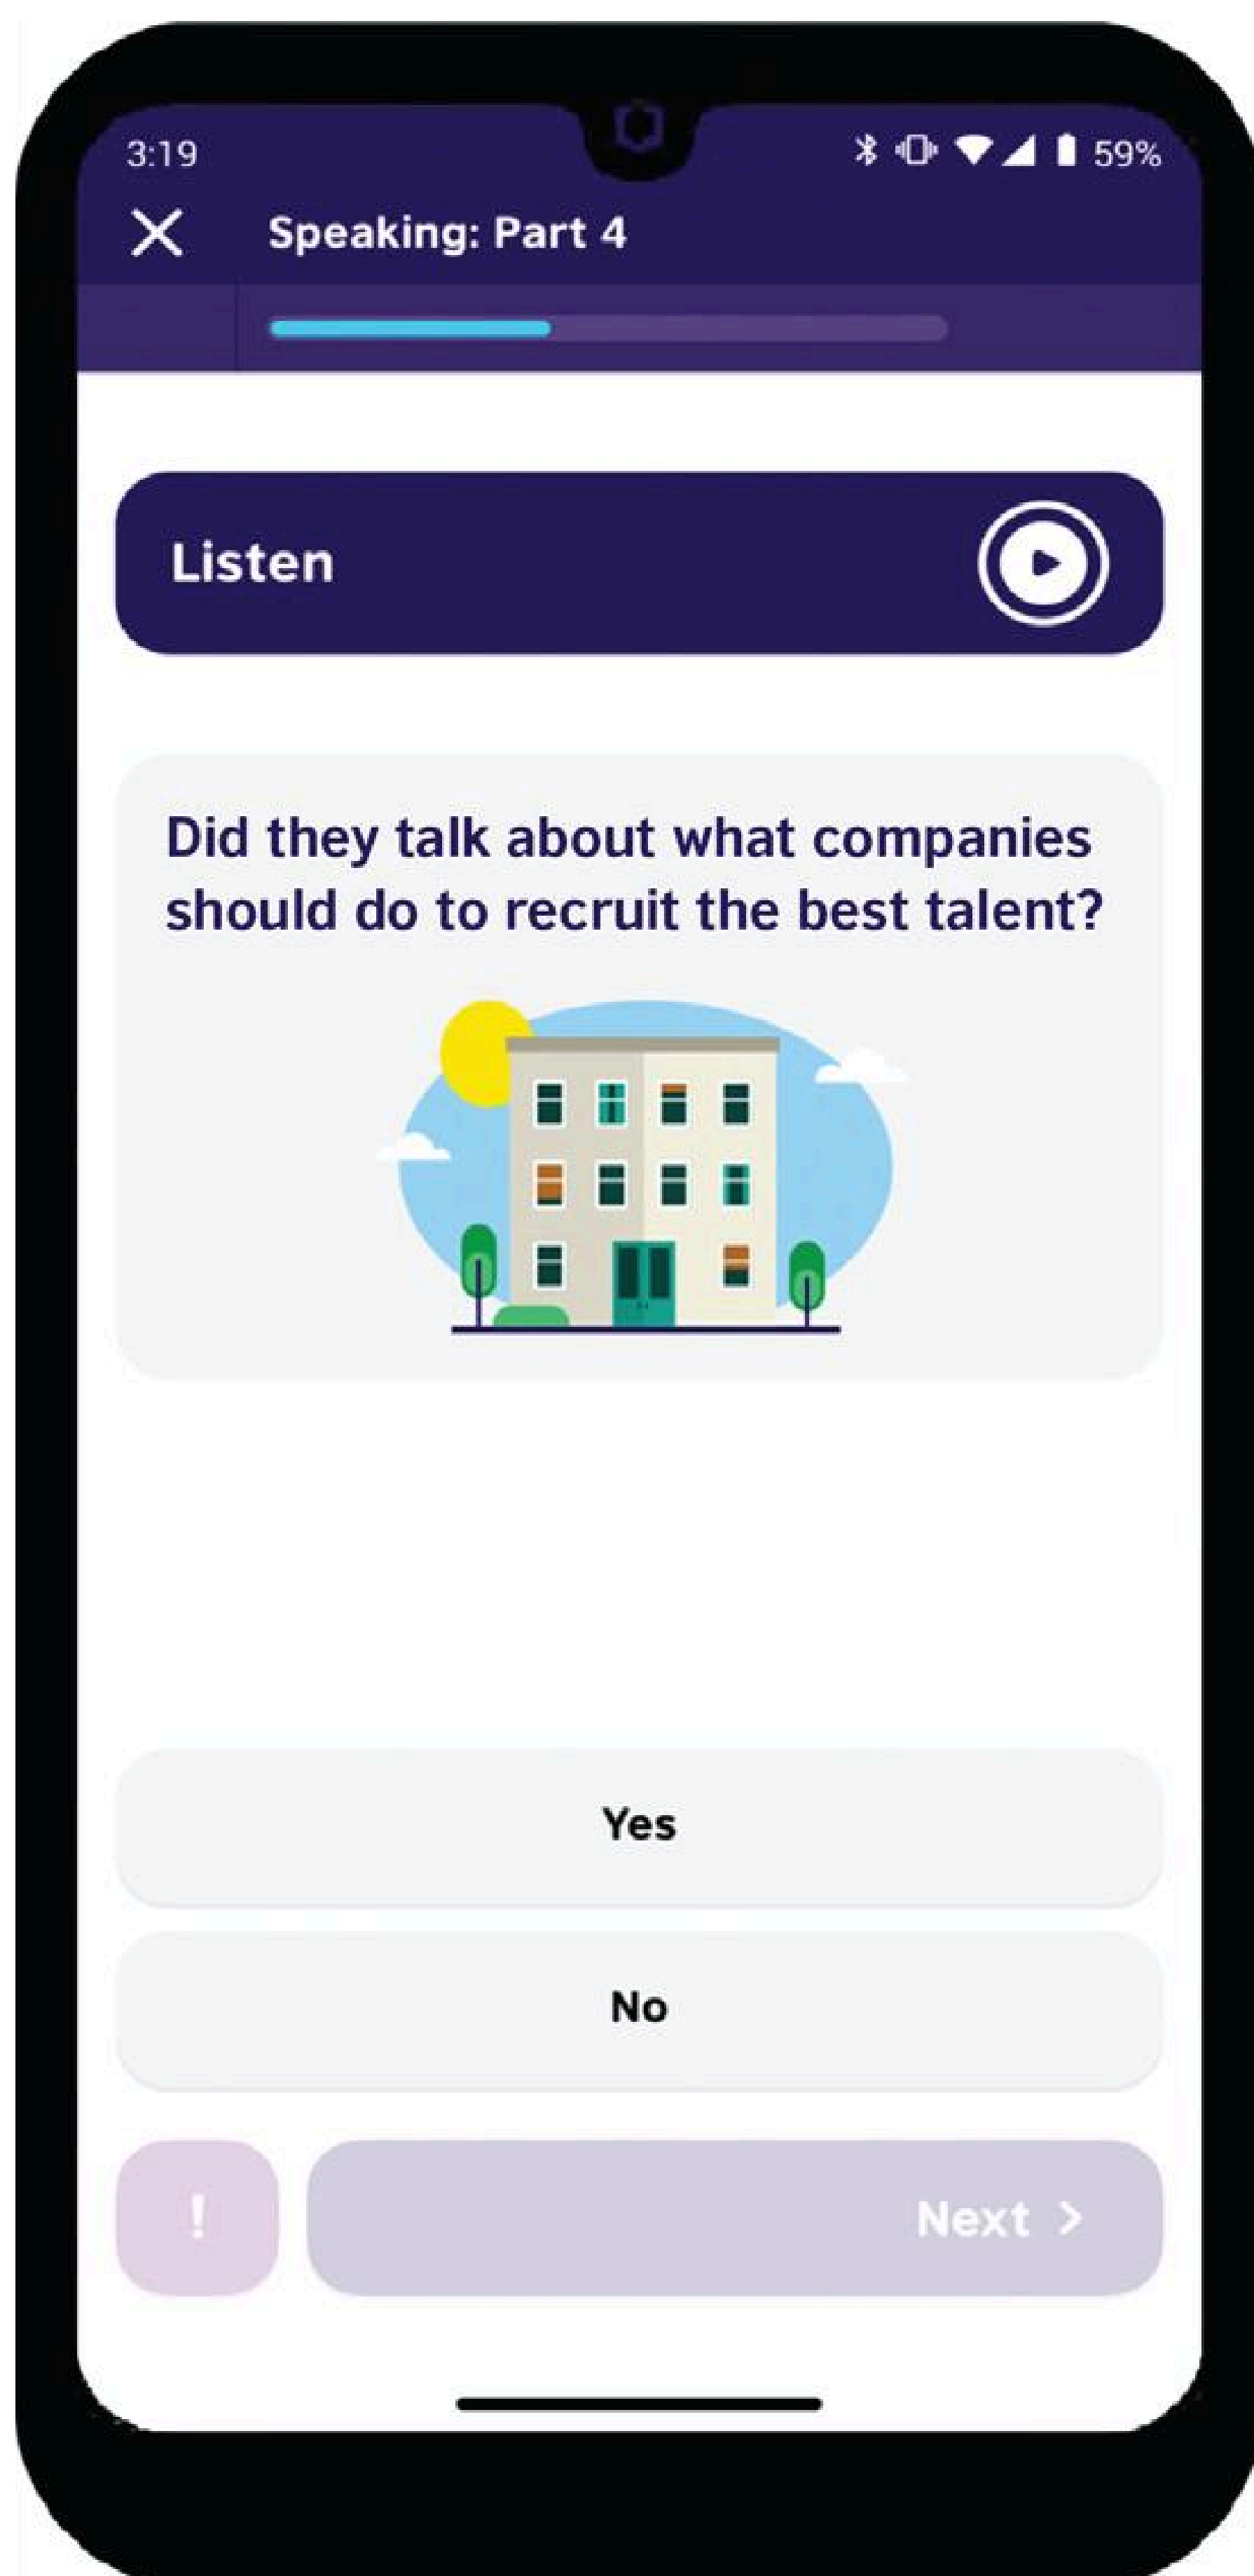 3:19
59%
Speaking: Part 4
Listen
Did they talk about what companies
should do to recruit the best talent?
Yes
No
!
Next >